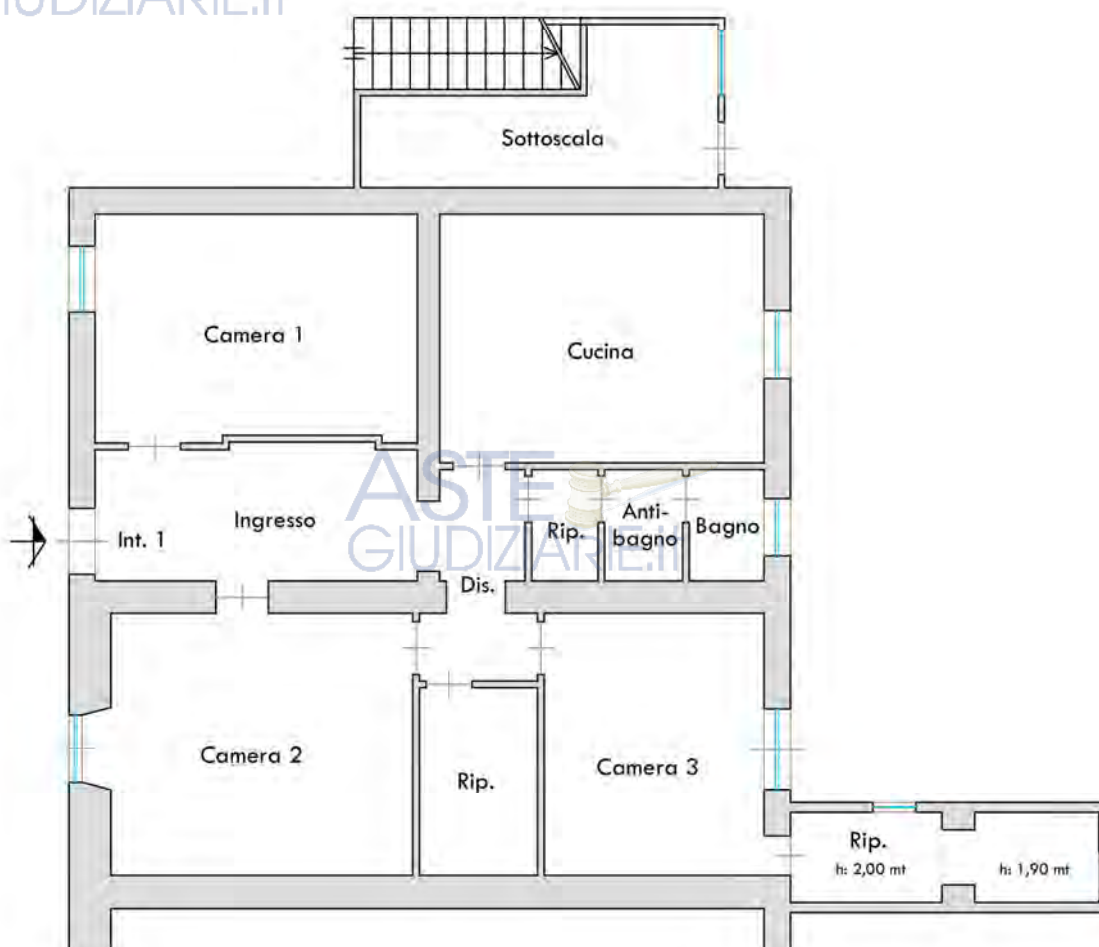 GIUDIZIARIE.it
Sottoscala
Camera 1
Cucina
ASTE
GIUDIZIARIE.it
Int. 1
Ingresso
Rip.
Anti-
bagno
Bagno
Dis.
Camera 2
Rip.
Camera 3
Rip.
h: 2,00 mt
h: 1,90 mt